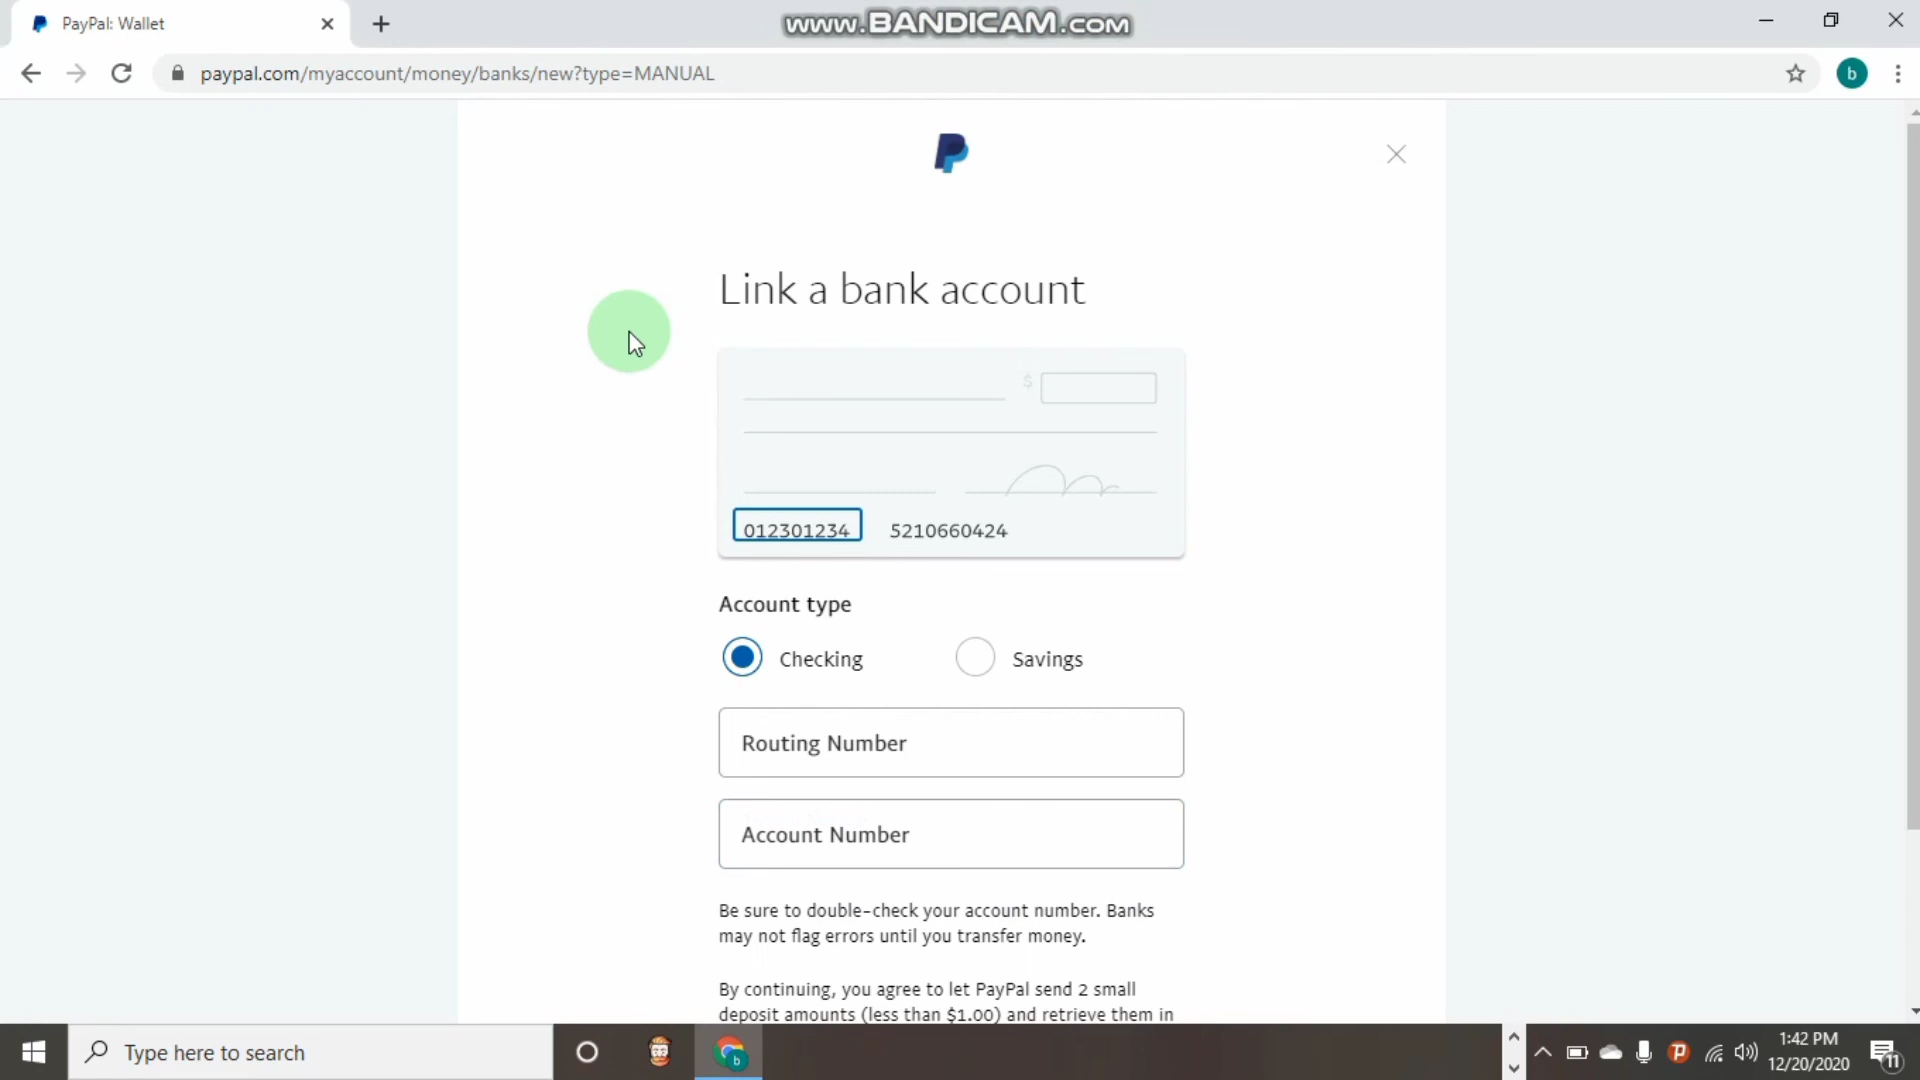 PayPal: Wallet
www.BANDICAM.com
paypal.com/myaccount/money/banks/new?type=MANUAL
b
Link a bank account
$
012301234 5210660424
Account type
Checking Savings
Routing Number
Account Number
Be sure to double-check your account number. Banks
may not flag errors until you transfer money.
By continuing, you agree to let PayPal send 2 small
deposit amounts (less than $1.00) and retrieve them in
Type here to search
b
1:42 PM
12/20/2020
11